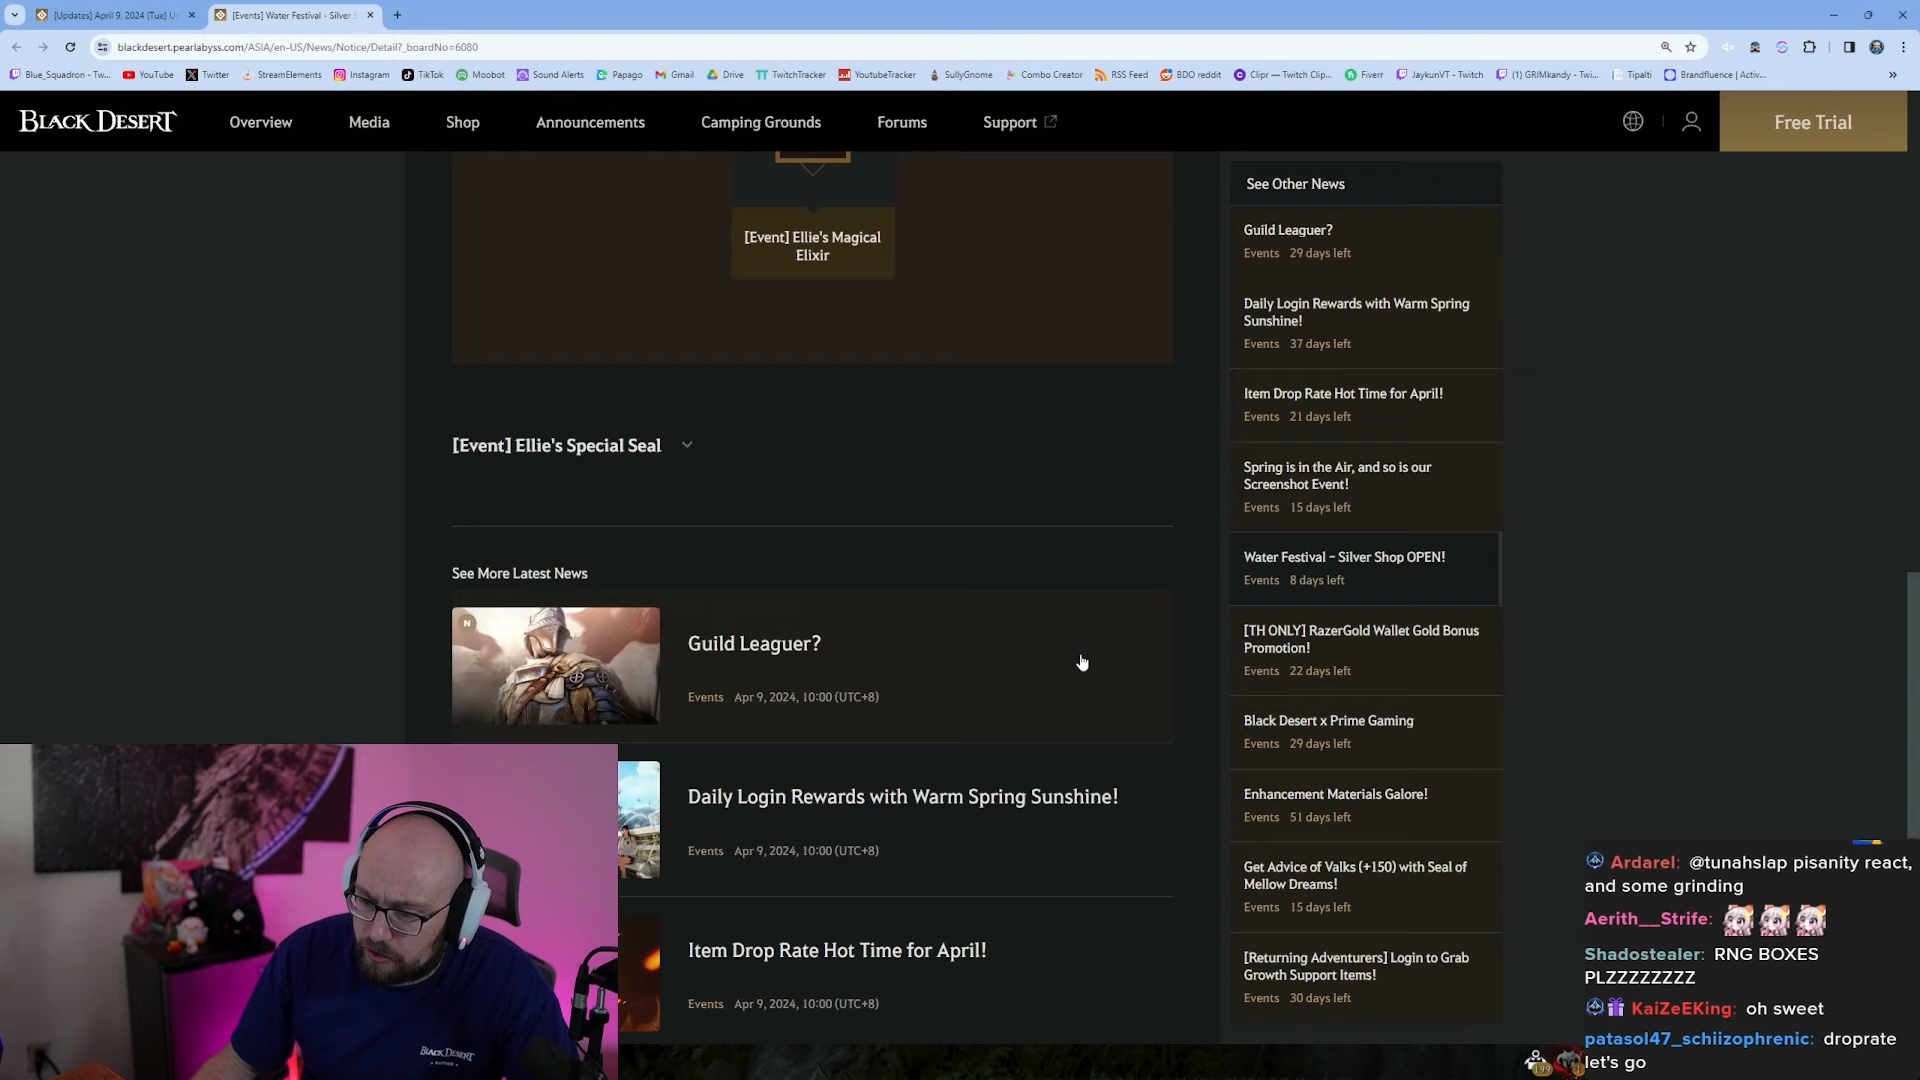 [Updates] April 9, 2024 (Tue) U
[Events] Water Festival - Silver S
blackdesert.pearlabyss.com/ASIA/en-US/News/Notice/Detail?_boardNo=6080
Blue_Squadron - Tw... YouTube Twitter StreamElements Instagram TikTok Moobot Sound Alerts Papago Gmail Drive TwitchTracker YoutubeTracker SullyGnome Combo Creator RSS Feed BDO reddit Clipr — Twitch Clip... Fiverr JaykunVT - Twitch (1) GRIMkandy - Twi... Tipalti Brandfluence | Activ...
BLACK DESERT Overview Media Shop Announcements Camping Grounds Forums Support Free Trial
[Event] Ellie's Magical
Elixir
[Event] Ellie's Special Seal
See More Latest News
N
Guild Leaguer?
Events Apr 9, 2024, 10:00 (UTC+8)
Daily Login Rewards with Warm Spring Sunshine!
Events Apr 9, 2024, 10:00 (UTC+8)
Item Drop Rate Hot Time for April!
Events Apr 9, 2024, 10:00 (UTC+8)
See Other News
Guild Leaguer?
Events 29 days left
Daily Login Rewards with Warm Spring
Sunshine!
Events 37 days left
Item Drop Rate Hot Time for April!
Events 21 days left
Spring is in the Air, and so is our
Screenshot Event!
Events 15 days left
Water Festival - Silver Shop OPEN!
Events 8 days left
[TH ONLY] RazerGold Wallet Gold Bonus
Promotion!
Events 22 days left
Black Desert x Prime Gaming
Events 29 days left
Enhancement Materials Galore!
Events 51 days left
Get Advice of Valks (+150) with Seal of
Mellow Dreams!
Events 15 days left
[Returning Adventurers] Login to Grab
Growth Support Items!
Events 30 days left
Ardarel: @tunahslap pisanity react,
and some grinding
Aerith__Strife:
Shadostealer: RNG BOXES
PLZZZZZZZZ
KaiZeEKing: oh sweet
patasol47_schiizophrenic: droprate
let's go
BLACK DESERT
199